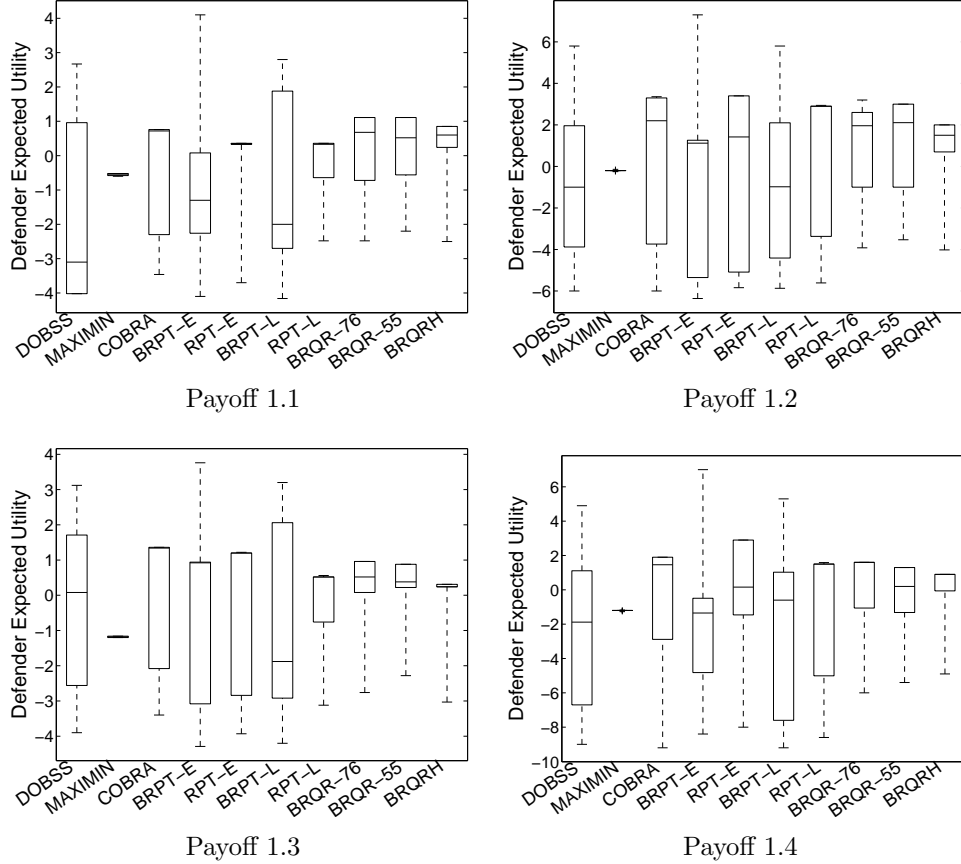 Defender Expected Utility
4
3
2
1
0
−1
−2
−3
−4
DOBSS
MAXIMIN
COBRA
BRPT−E
RPT−E
BRPT−L
RPT−L
BRQR−76
BRQR−55
BRQRH
Payoff 1.1
Defender Expected Utility
6
4
2
0
−2
−4
−6
DOBSS
MAXIMIN
COBRA
BRPT−E
RPT−E
BRPT−L
RPT−L
BRQR−76
BRQR−55
BRQRH
Payoff 1.2
Defender Expected Utility
4
3
2
1
0
−1
−2
−3
−4
DOBSS
MAXIMIN
COBRA
BRPT−E
RPT−E
BRPT−L
RPT−L
BRQR−76
BRQR−55
BRQRH
Payoff 1.3
Defender Expected Utility
6
4
2
0
−2
−4
−6
−8
−10
DOBSS
MAXIMIN
COBRA
BRPT−E
RPT−E
BRPT−L
RPT−L
BRQR−76
BRQR−55
BRQRH
Payoff 1.4